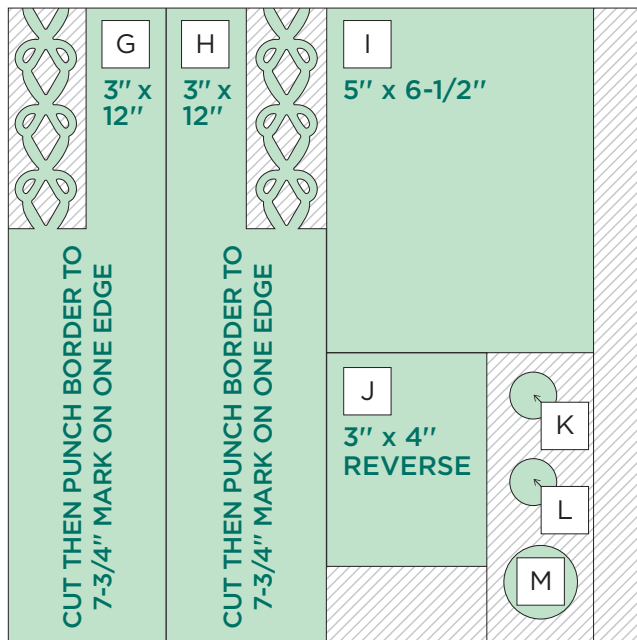 G
3" x
12"
H
3" x
12"
I
5" x 6-1/2"
CUT THEN PUNCH BORDER TO
7-3/4" MARK ON ONE EDGE
CUT THEN PUNCH BORDER TO
7-3/4" MARK ON ONE EDGE
J
3" x 4"
REVERSE
K
L
M